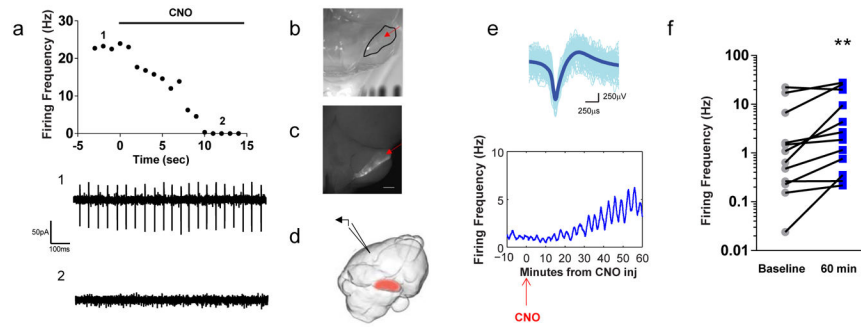 a
CNO
Firing Frequency (Hz)
30
20
10
0
1
2
-5
0
5
10
15
Time (sec)
1
50pA
100ms
2
b
c
d
e
250µV
250µs
Firing Frequency (Hz)
10
5
0
-10
0
10
20
30
40
50
60
Minutes from CNO inj
CNO
f
**
Firing Frequency (Hz)
100
10
1
0.1
0.01
Baseline
60 min